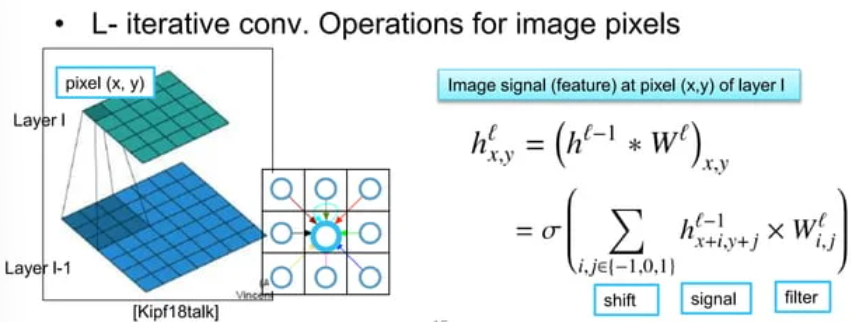 • L- iterative conv. Operations for image pixels
pixel (x, y)
Layer l
Layer l-1
Vincent
[Kipf18talk]
Image signal (feature) at pixel (x,y) of layer l
h^ℓ_{x,y} = (h^{ℓ−1} * W^ℓ)_{x,y}
= σ( ∑_{i,j∈{−1,0,1}} h^{ℓ−1}_{x+i,y+j} × W^ℓ_{i,j} )
shift signal filter